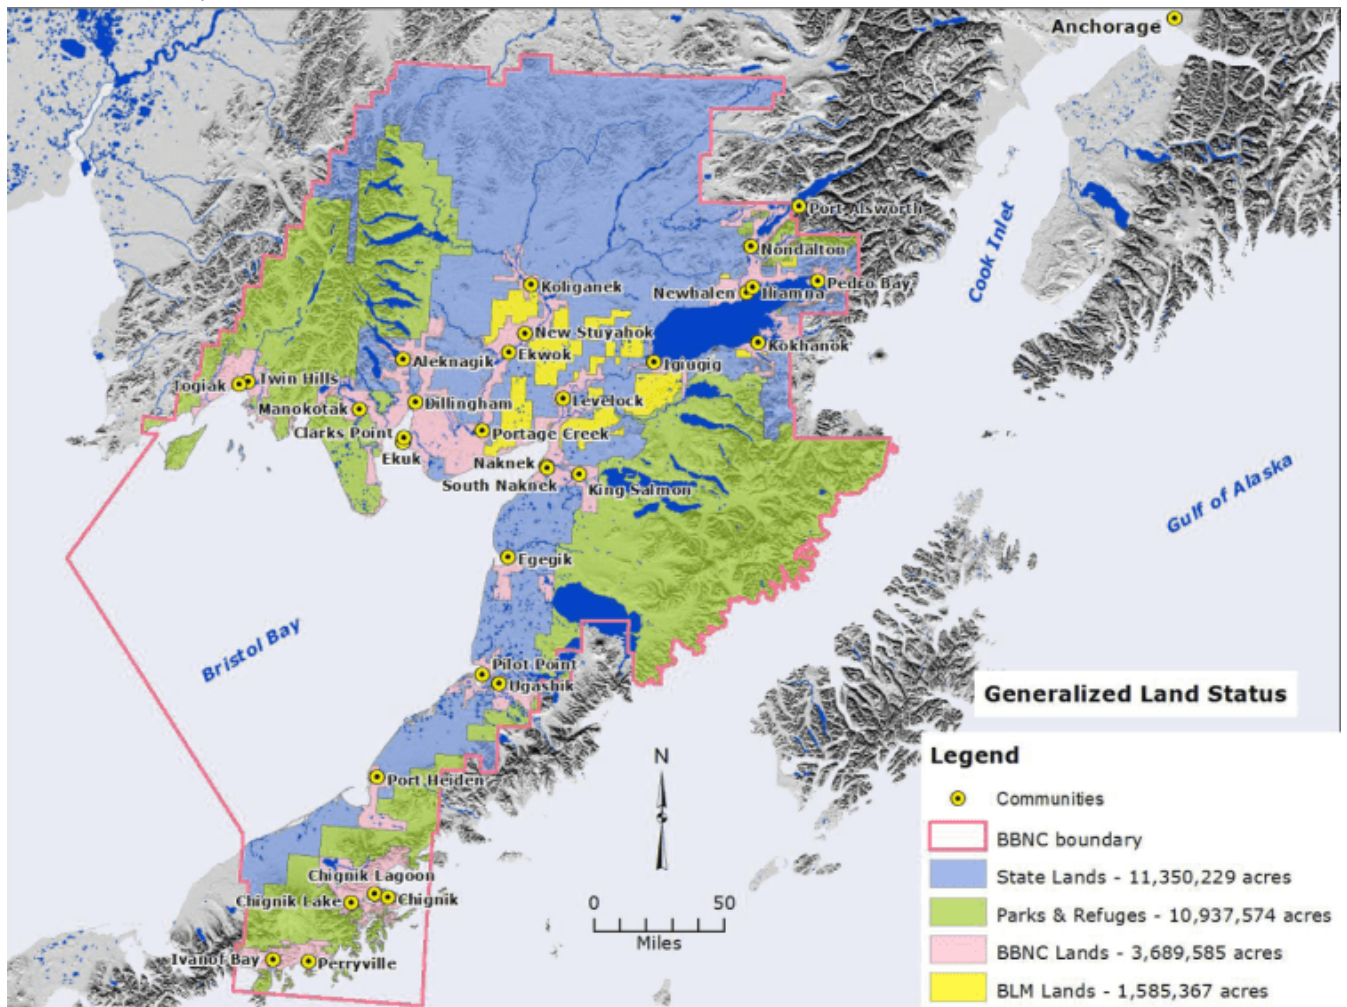 Anchorage
Port Alsworth
Cook Inlet
Nondalton
Koliganek
Newhalen
Iliamna
Pedro Bay
New Stuyahok
Ekwok
Kokhanok
Aleknagik
Igiugig
Togiak
Twin Hills
Manokotak
Dillingham
Levelock
Clarks Point
Portage Creek
Ekuk
Naknek
South Naknek
King Salmon
Gulf of Alaska
Egegik
Bristol Bay
Pilot Point
Ugashik
Generalized Land Status
Port Heiden
N
Legend
Communities
BBNC boundary
State Lands - 11,350,229 acres
Parks & Refuges - 10,937,574 acres
BBNC Lands - 3,689,585 acres
BLM Lands - 1,585,367 acres
Chignik Lagoon
Chignik Lake
Chignik
0 50
Miles
Ivanof Bay
Perryville